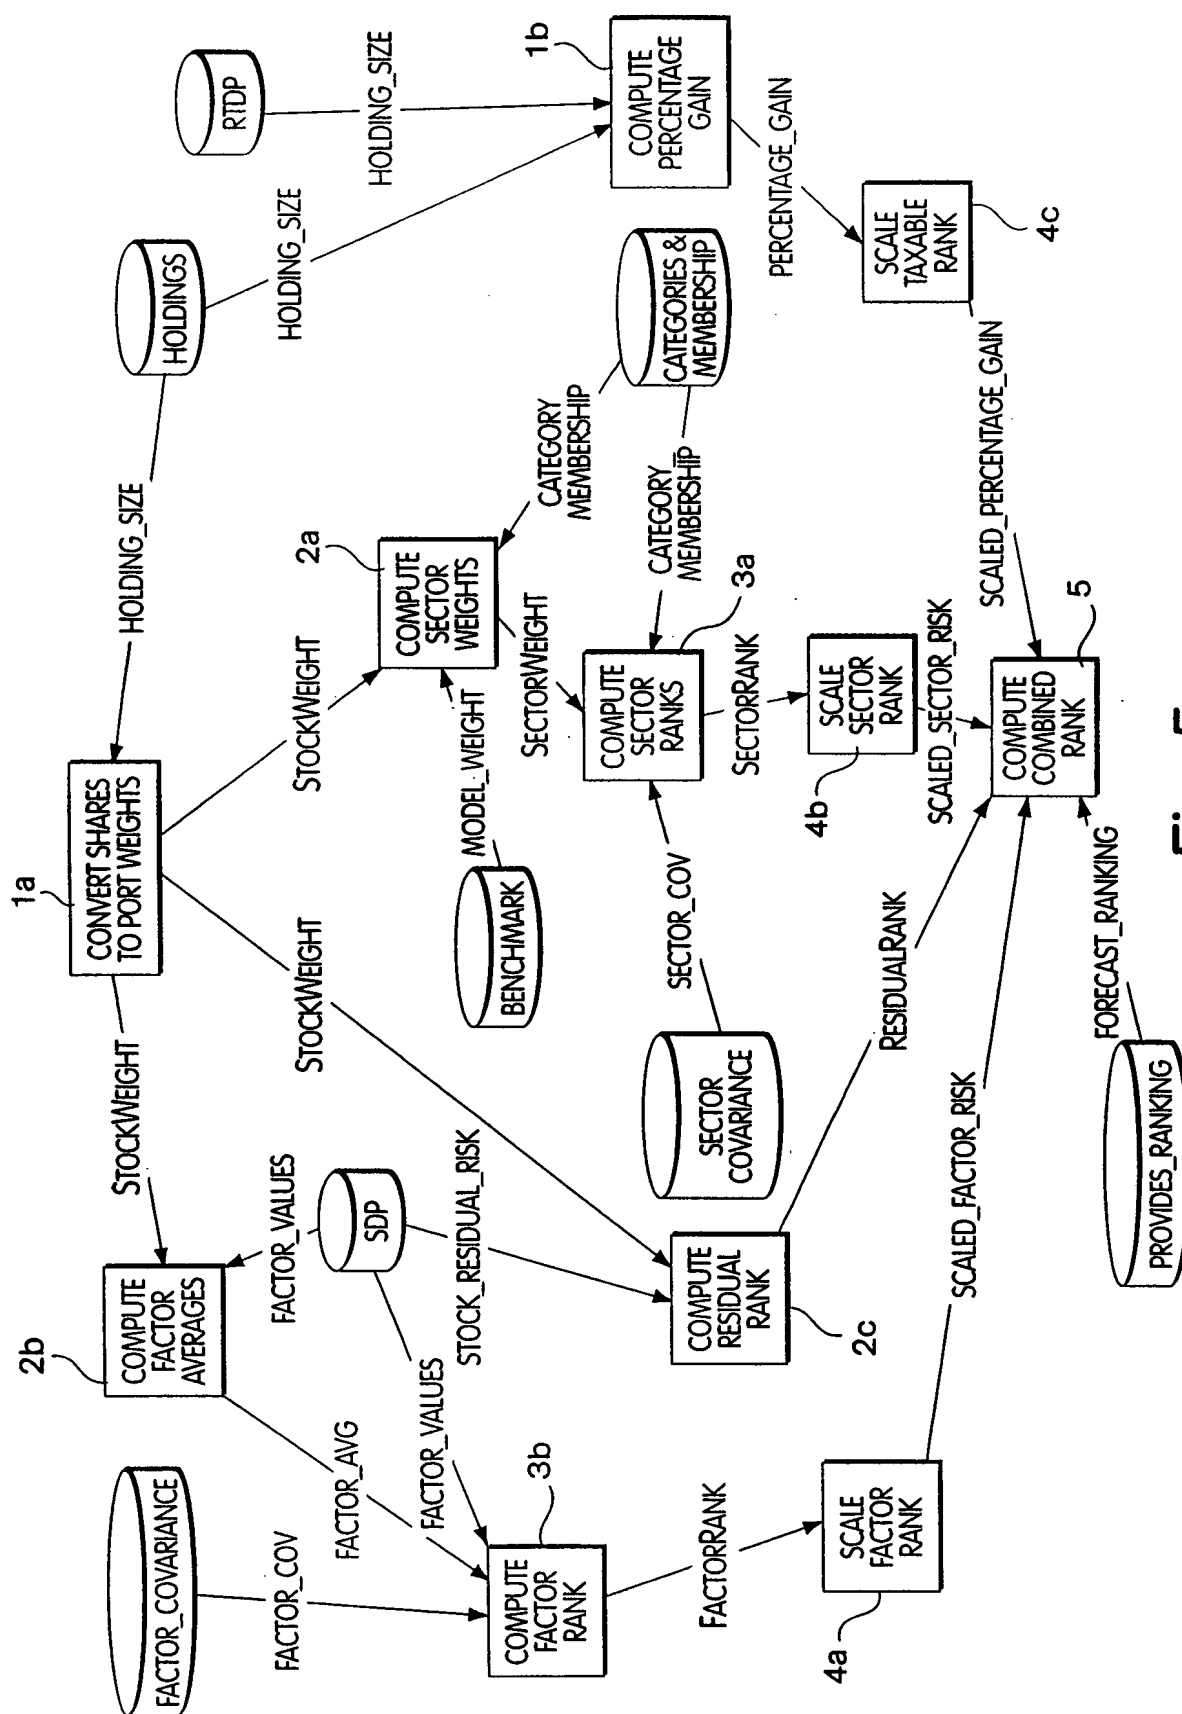 1a
CONVERT SHARES
TO PORT WEIGHTS
HOLDING_SIZE
HOLDINGS
HOLDING_SIZE
RTDP
HOLDING_SIZE
1b
COMPUTE
PERCENTAGE
GAIN
PERCENTAGE_GAIN
SCALE
TAXABLE
RANK
4c
SCALED_PERCENTAGE_GAIN
STOCKWEIGHT
STOCKWEIGHT
STOCKWEIGHT
2a
COMPUTE
SECTOR
WEIGHTS
CATEGORY
MEMBERSHIP
CATEGORIES &
MEMBERSHIP
CATEGORY_
MEMBERSHIP
MODEL_WEIGHT
BENCHMARK
SECTORWEIGHT
COMPUTE
SECTOR
RANKS
3a
SECTOR_COV
SECTOR
COVARIANCE
SECTORRANK
SCALE
SECTOR
RANK
4b
SCALED_SECTOR_RISK
2b
COMPUTE
FACTOR
AVERAGES
FACTOR_VALUES
SDP
STOCK_RESIDUAL_RISK
FACTOR_VALUES
FACTOR_AVG
FACTOR_COVARIANCE
FACTOR_COV
COMPUTE
FACTOR
RANK
3b
FACTORRANK
SCALE
FACTOR
RANK
4a
SCALED_FACTOR_RISK
COMPUTE
RESIDUAL
RANK
2c
RESIDUALRANK
COMPUTE
COMBINED
RANK
5
FORECAST_RANKING
PROVIDES_RANKING